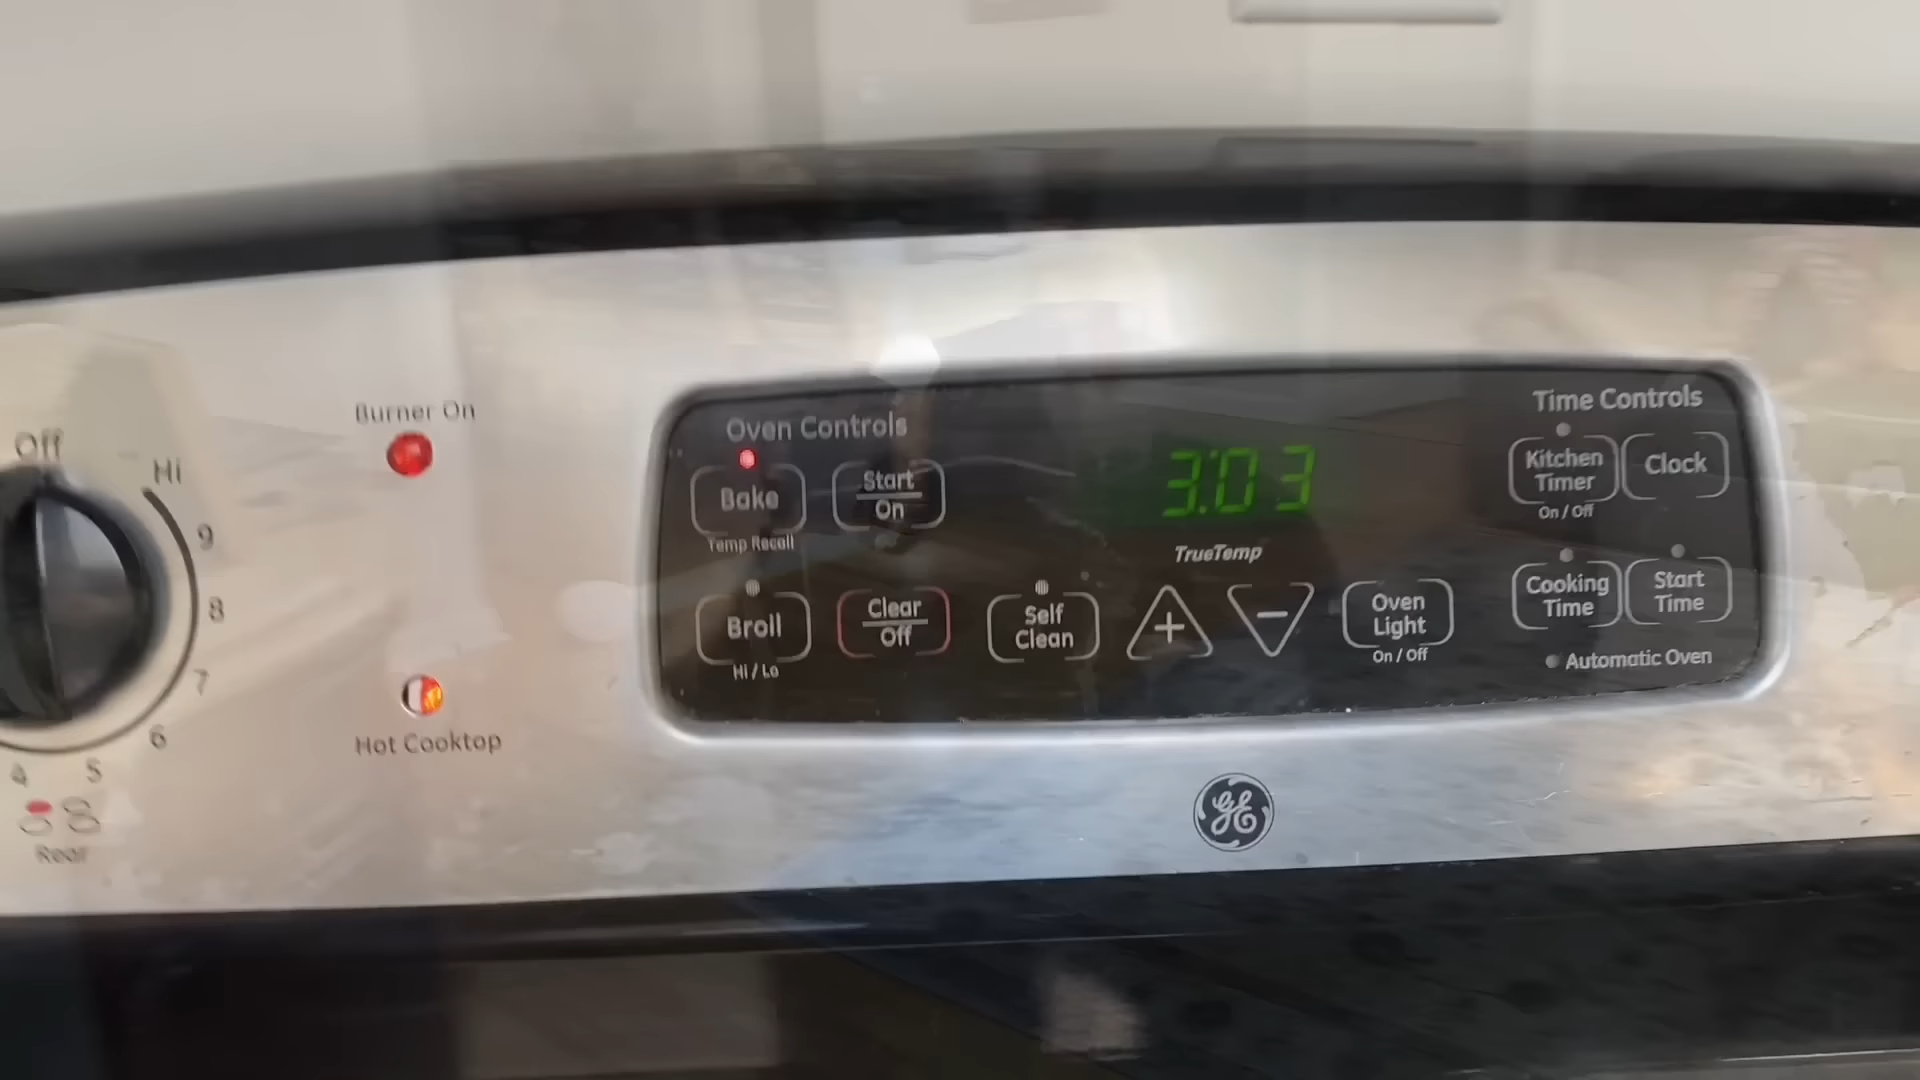 Off
Hi
9
8
7
6
5
4
Rear
Burner On
Hot Cooktop
Oven Controls
Bake
Temp Recall
Start
On
Broil
Hi / Lo
Clear
Off
Self
Clean
3:03
TrueTemp
+
−
Oven
Light
On / Off
Time Controls
Kitchen
Timer
On / Off
Clock
Cooking
Time
Start
Time
Automatic Oven
GE